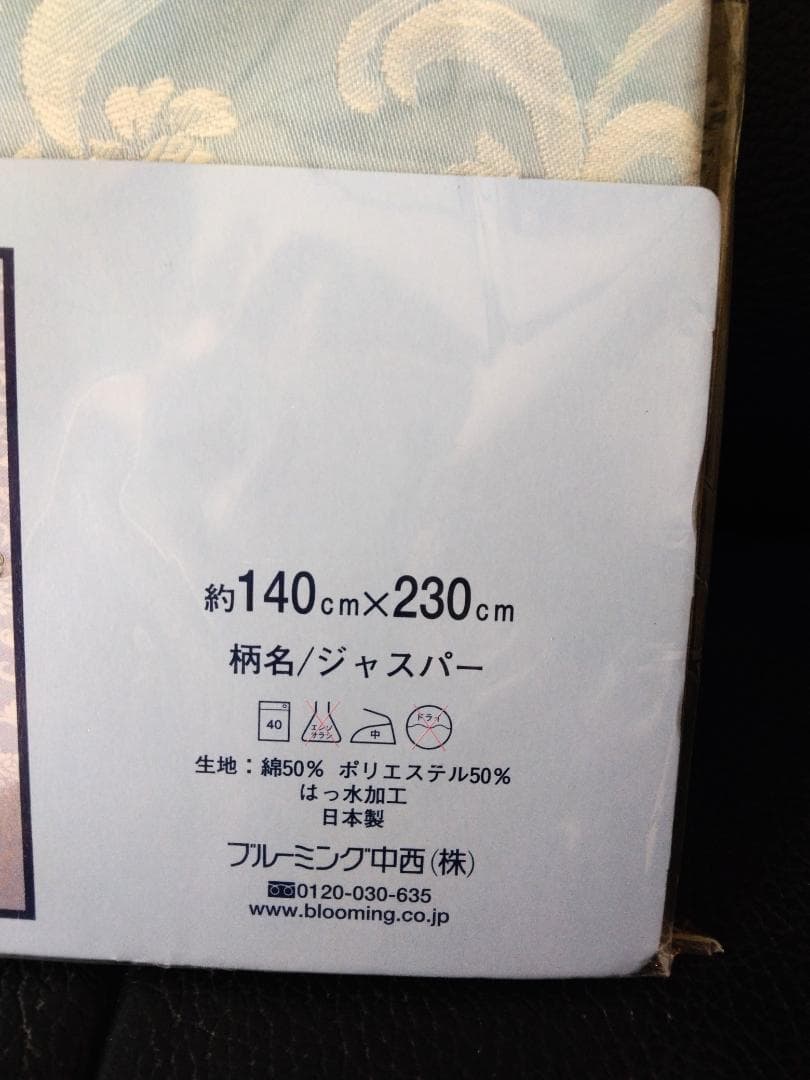 約140cm×230cm
柄名/ジャスパー
40 エンソ 中 ドライ
オラシ
生地：綿50% ポリエステル50%
はっ水加工
日本製
ブルーミング中西(株)
0120-030-635
www.blooming.co.jp